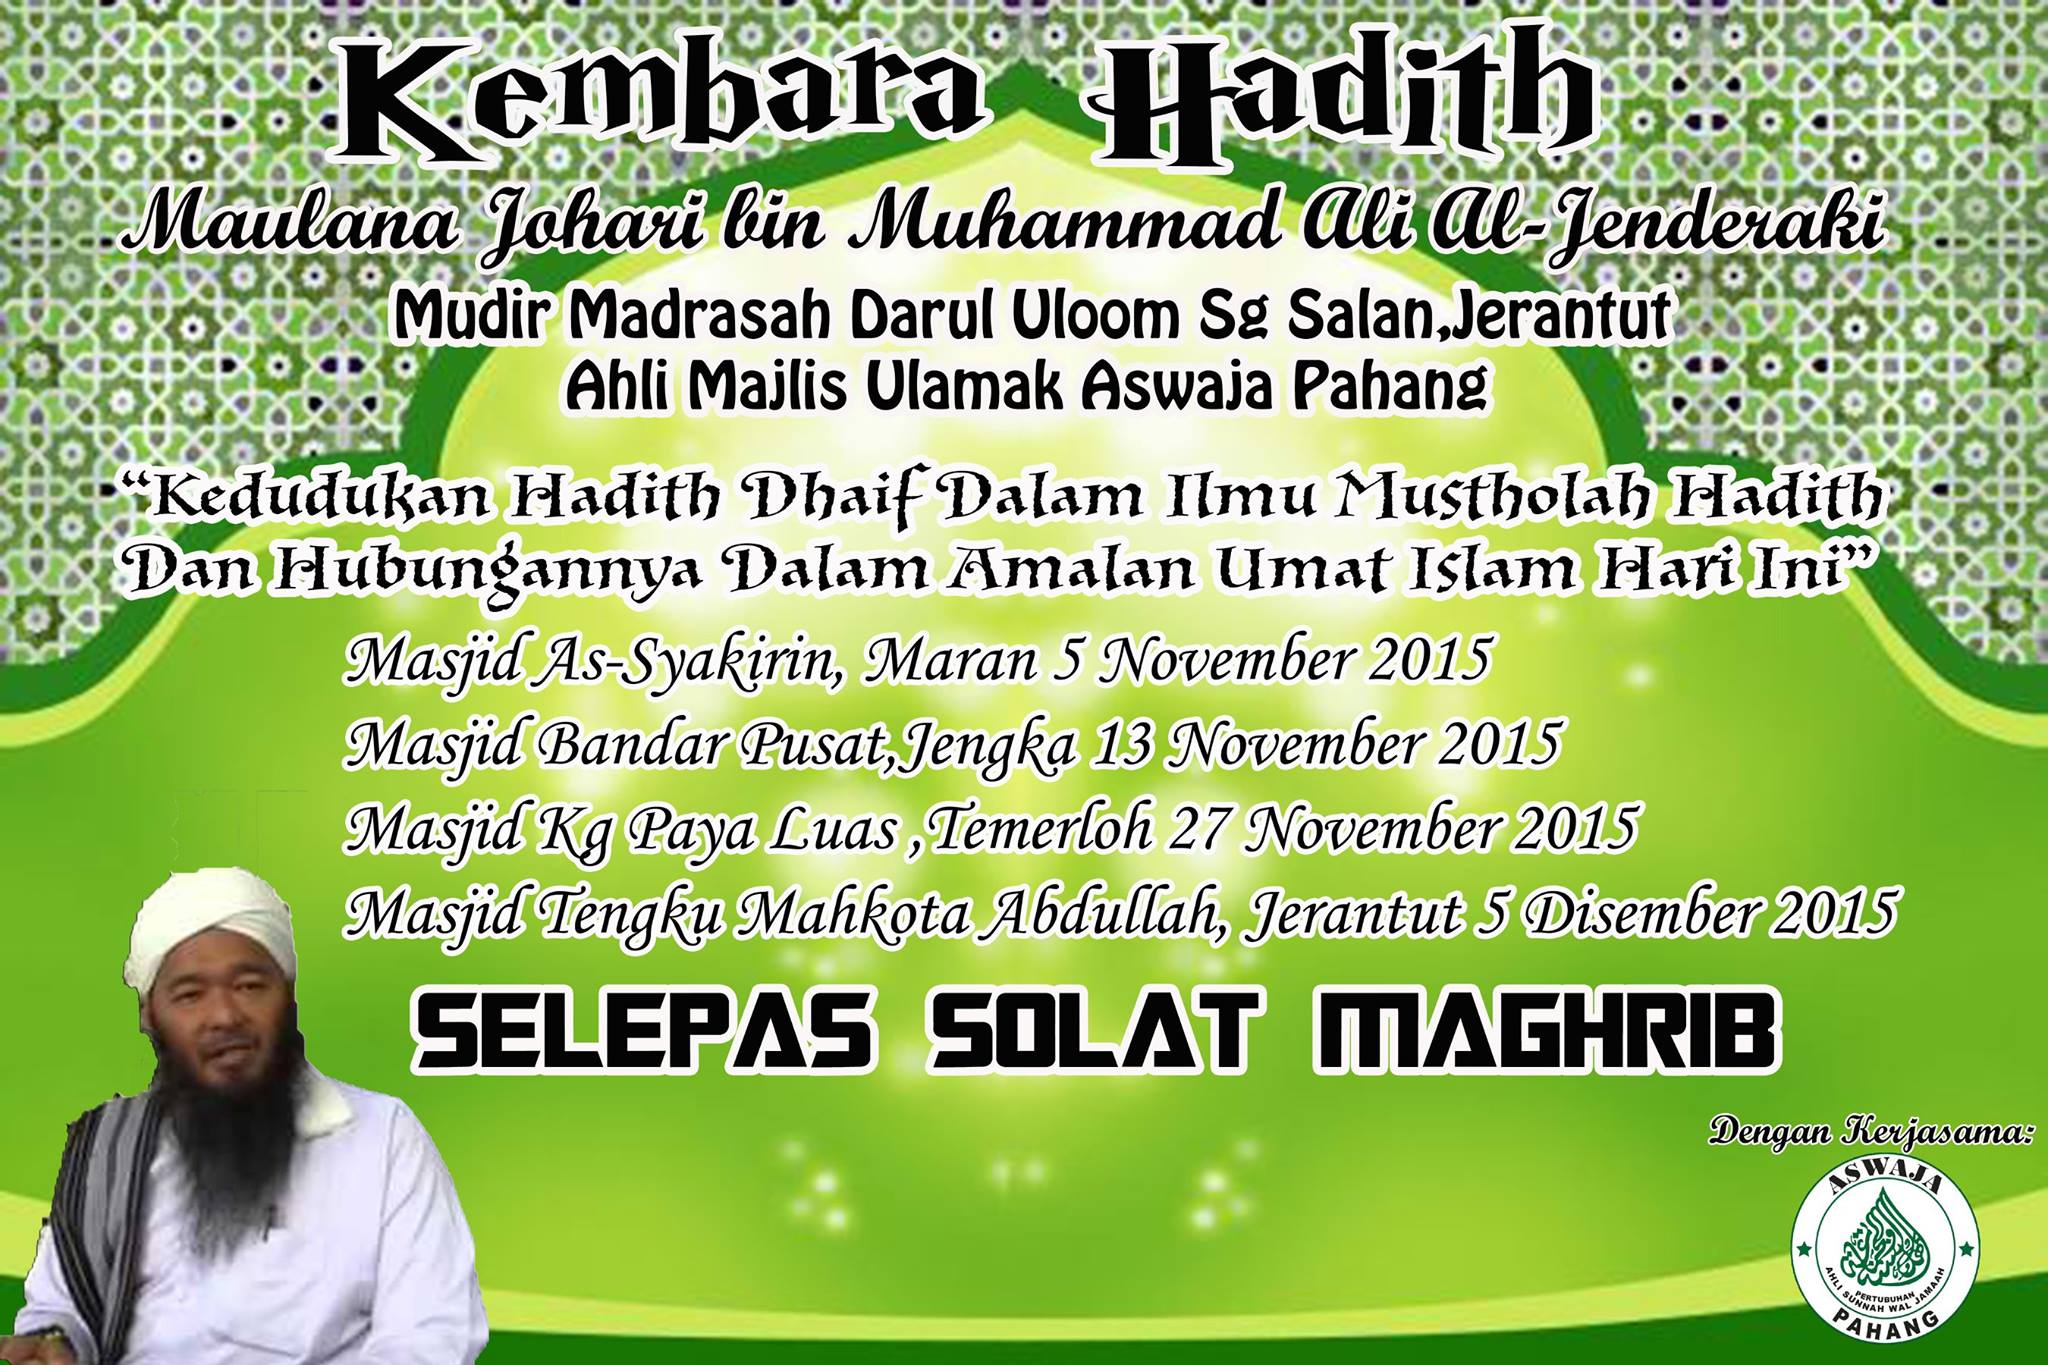 Kembara Hadith
Maulana Johari bin Muhammad Ali Al-Jenderaki
Mudir Madrasah Darul Uloom Sg Salan,Jerantut
Ahli Majlis Ulamak Aswaja Pahang
“Kedudukan Hadith Dhaif Dalam Ilmu Mustholah Hadith
Dan Hubungannya Dalam Amalan Umat Islam Hari Ini”
Masjid As-Syakirin, Maran 5 November 2015
Masjid Bandar Pusat,Jengka 13 November 2015
Masjid Kg Paya Luas ,Temerloh 27 November 2015
Masjid Tengku Mahkota Abdullah, Jerantut 5 Disember 2015
SELEPAS SOLAT MAGHRIB
Dengan Kerjasama:
ASWAJA
PERTUBUHAN
AHLI SUNNAH WAL JAMAAH
PAHANG